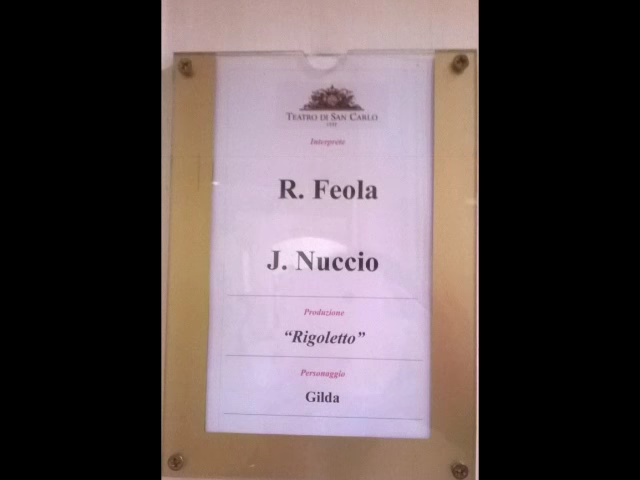 TEATRO DI SAN CARLO
Interprete
R. Feola
J. Nuccio
Produzione
“Rigoletto”
Personaggio
Gilda